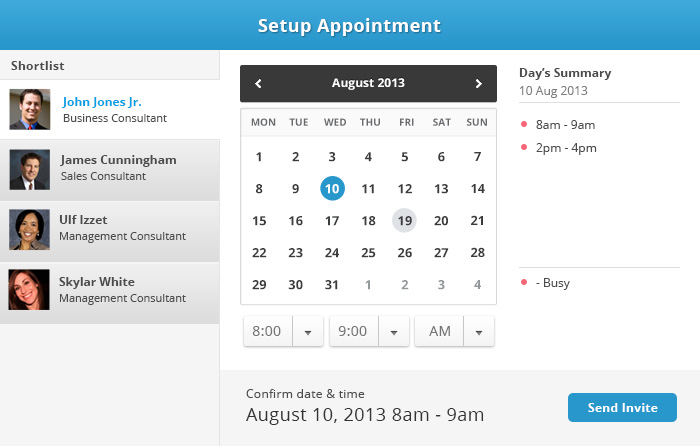 Setup Appointment
Shortlist
John Jones Jr.
Business Consultant
James Cunningham
Sales Consultant
Ulf Izzet
Management Consultant
Skylar White
Management Consultant
August 2013
MON TUE WED THU FRI SAT SUN
1 2 3 4 5 6 7
8 9 10 11 12 13 14
15 16 17 18 19 20 21
22 23 24 25 26 27 28
29 30 31 1 2 3 4
8:00 9:00 AM
Day's Summary
10 Aug 2013
8am - 9am
2pm - 4pm
- Busy
Confirm date & time
August 10, 2013 8am - 9am
Send Invite